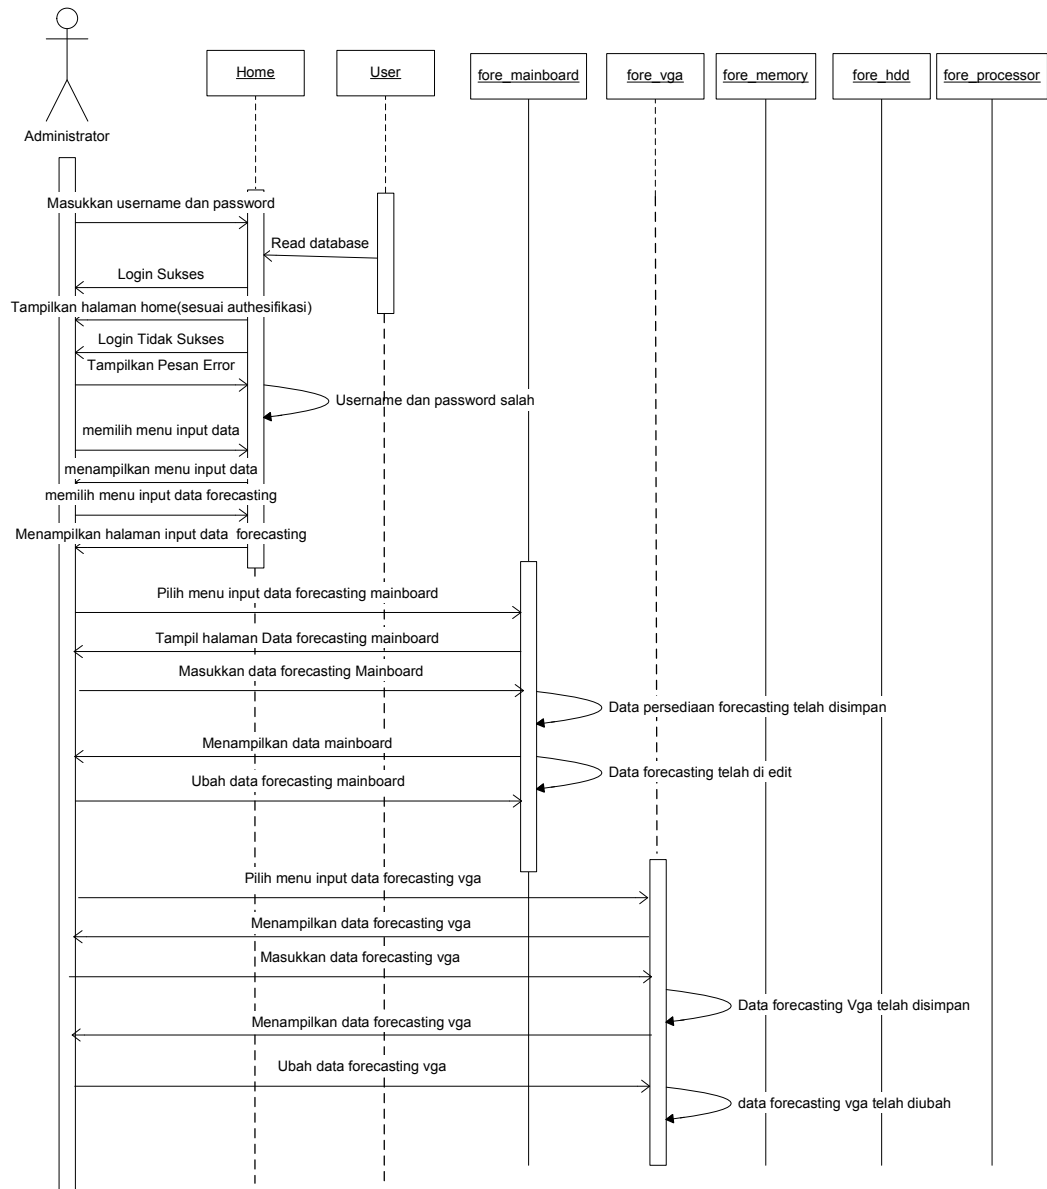 Home
User
fore_mainboard
fore_vga
fore_memory
fore_hdd
fore_processor
Administrator
Masukkan username dan password
Read database
Login Sukses
Tampilkan halaman home(sesuai authesifikasi)
Login Tidak Sukses
Tampilkan Pesan Error
Username dan password salah
memilih menu input data
menampilkan menu input data
memilih menu input data forecasting
Menampilkan halaman input data forecasting
Pilih menu input data forecasting mainboard
Tampil halaman Data forecasting mainboard
Masukkan data forecasting Mainboard
Data persediaan forecasting telah disimpan
Menampilkan data mainboard
Data forecasting telah di edit
Ubah data forecasting mainboard
Pilih menu input data forecasting vga
Menampilkan data forecasting vga
Masukkan data forecasting vga
Data forecasting Vga telah disimpan
Menampilkan data forecasting vga
Ubah data forecasting vga
data forecasting vga telah diubah